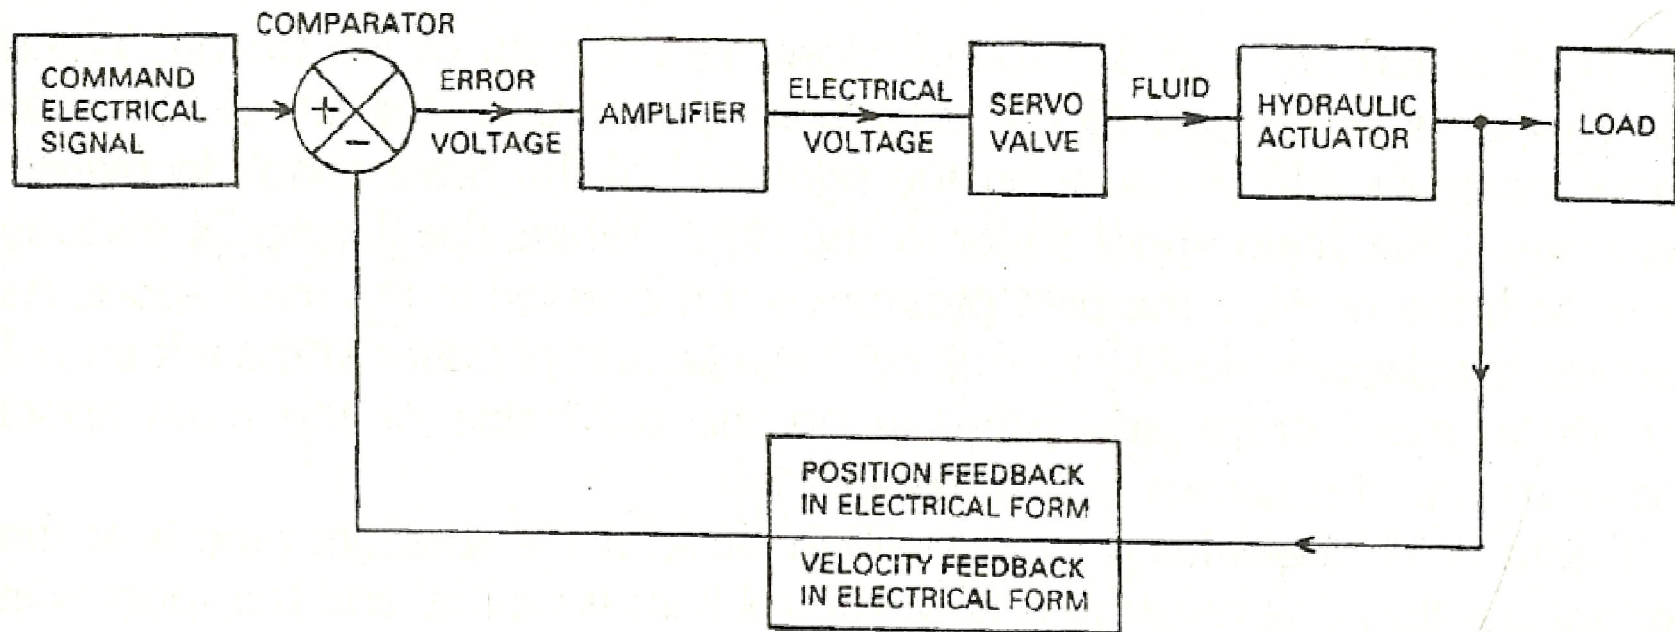 COMPARATOR
COMMAND
ELECTRICAL
SIGNAL
+
-
ERROR
VOLTAGE
AMPLIFIER
ELECTRICAL
VOLTAGE
SERVO
VALVE
FLUID
HYDRAULIC
ACTUATOR
LOAD
POSITION FEEDBACK
IN ELECTRICAL FORM
VELOCITY FEEDBACK
IN ELECTRICAL FORM